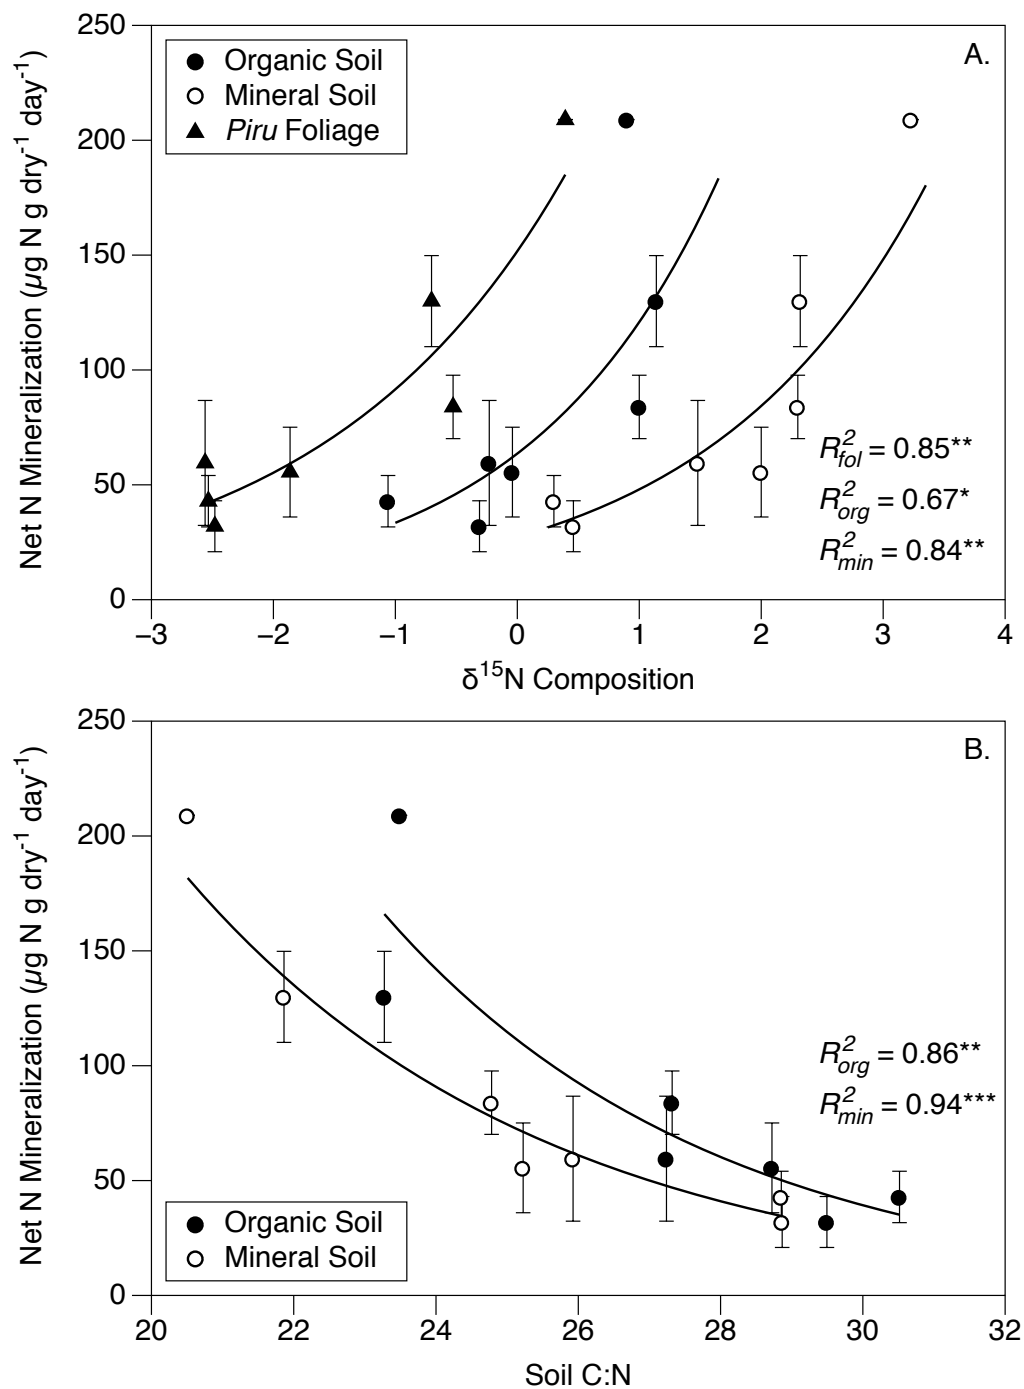 Net N Mineralization (µg N g dry⁻¹ day⁻¹)
250
200
150
100
50
0
Organic Soil
Mineral Soil
Piru Foliage
A.
R²fol = 0.85**
R²org = 0.67*
R²min = 0.84**
−3 −2 −1 0 1 2 3 4
δ¹⁵N Composition
Net N Mineralization (µg N g dry⁻¹ day⁻¹)
250
200
150
100
50
0
B.
R²org = 0.86**
R²min = 0.94***
Organic Soil
Mineral Soil
20 22 24 26 28 30 32
Soil C:N